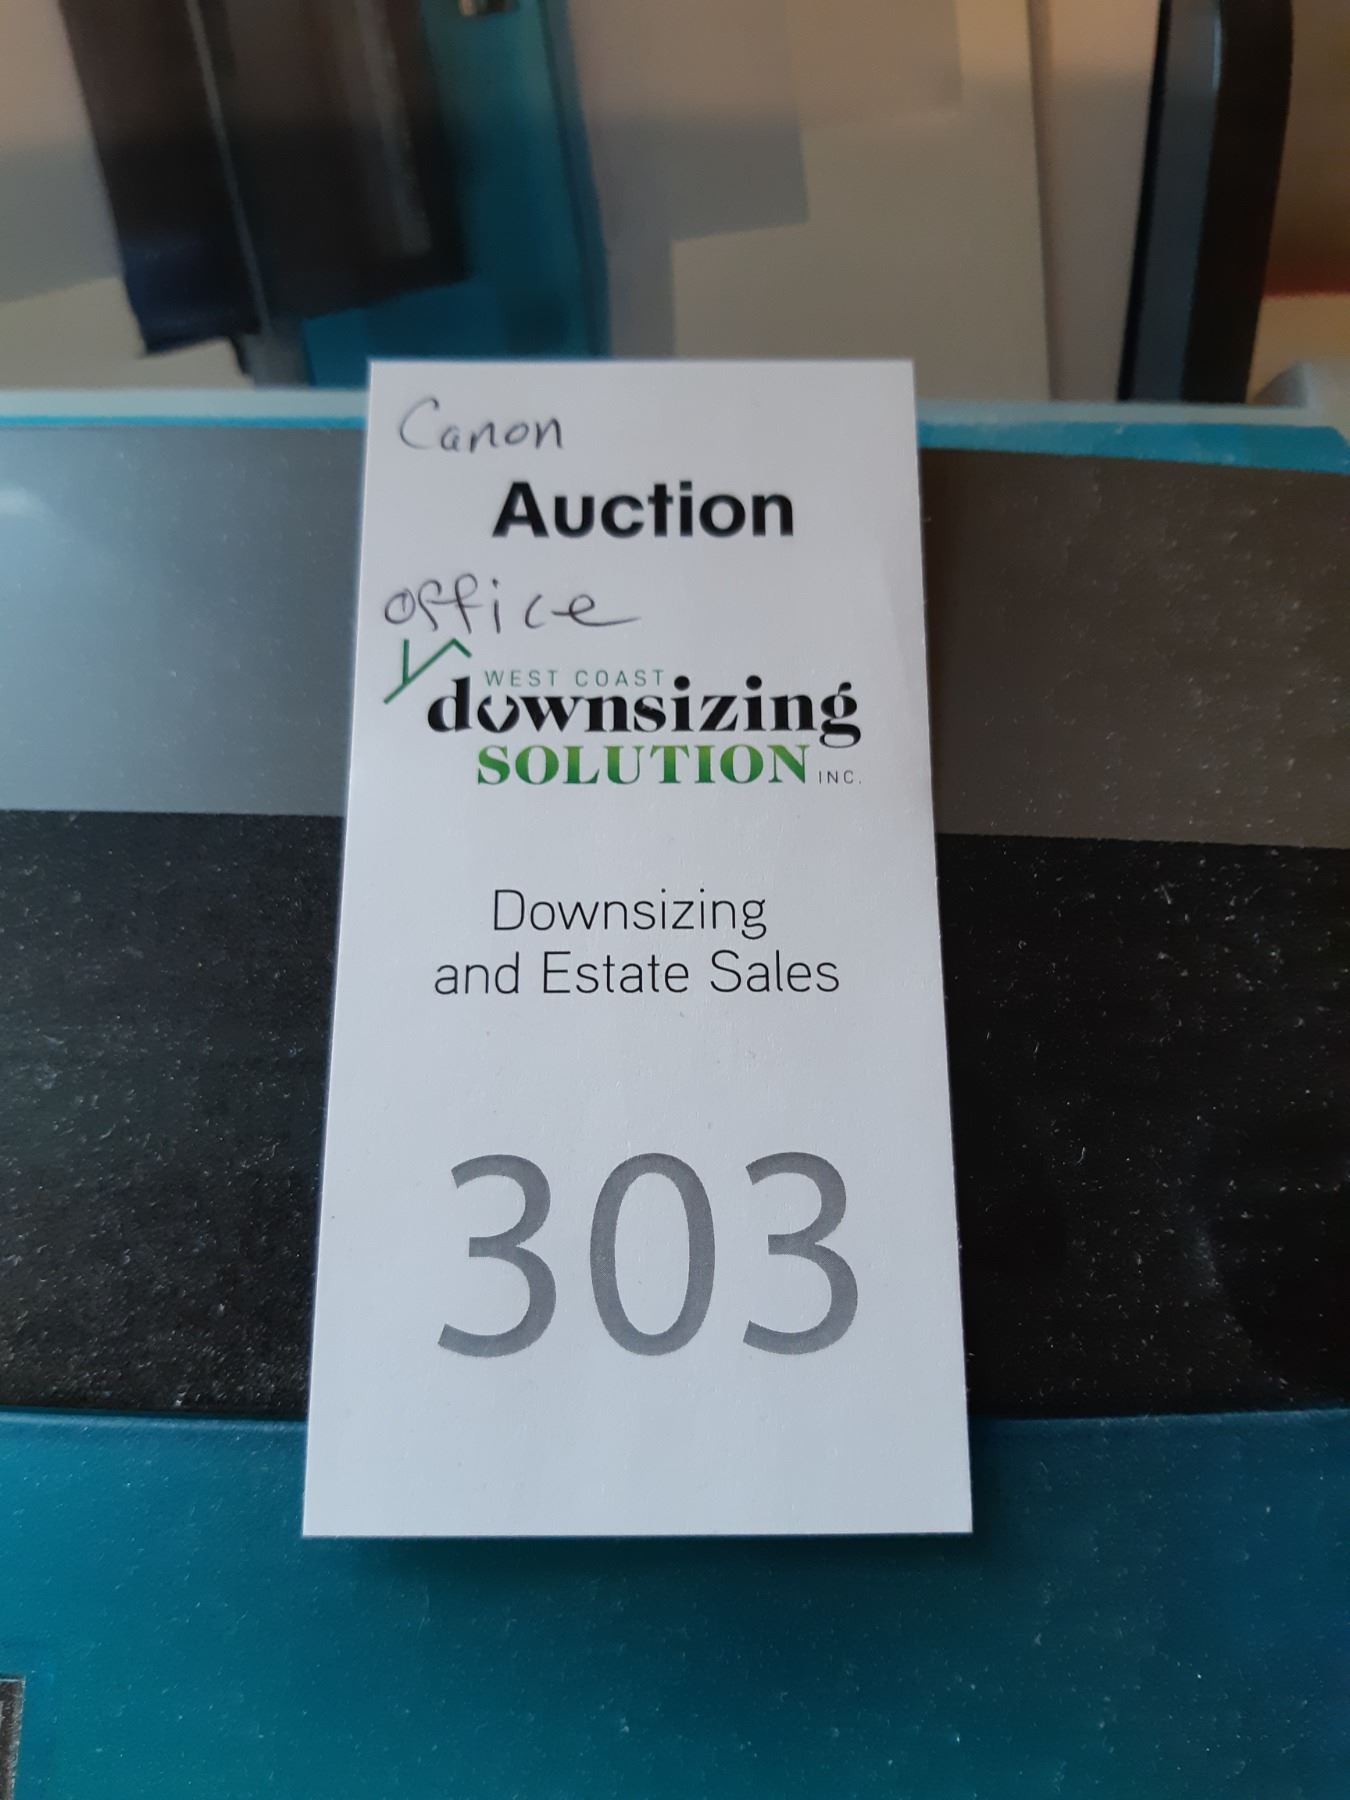 Canon
Auction
office
WEST COAST
downsizing
SOLUTION INC.
Downsizing
and Estate Sales
303